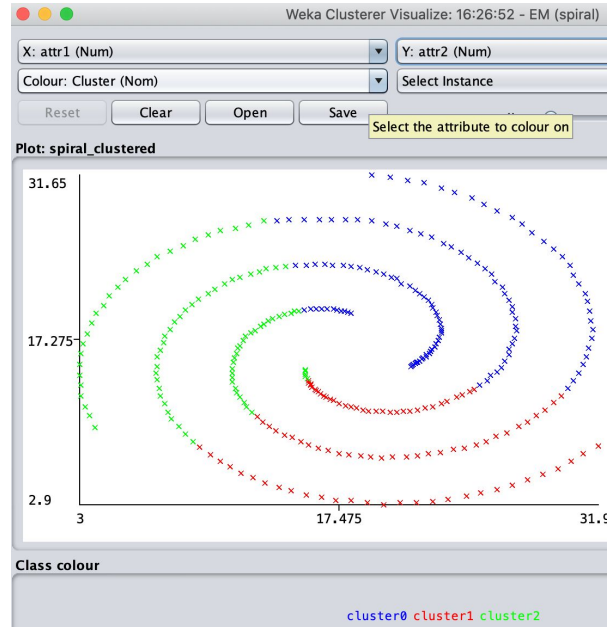 Weka Clusterer Visualize: 16:26:52 - EM (spiral)
X: attr1 (Num)
Y: attr2 (Num)
Colour: Cluster (Nom)
Select Instance
Reset
Clear
Open
Save
Select the attribute to colour on
Plot: spiral_clustered
31.65
17.275
2.9
3
17.475
31.9
Class colour
cluster0 cluster1 cluster2